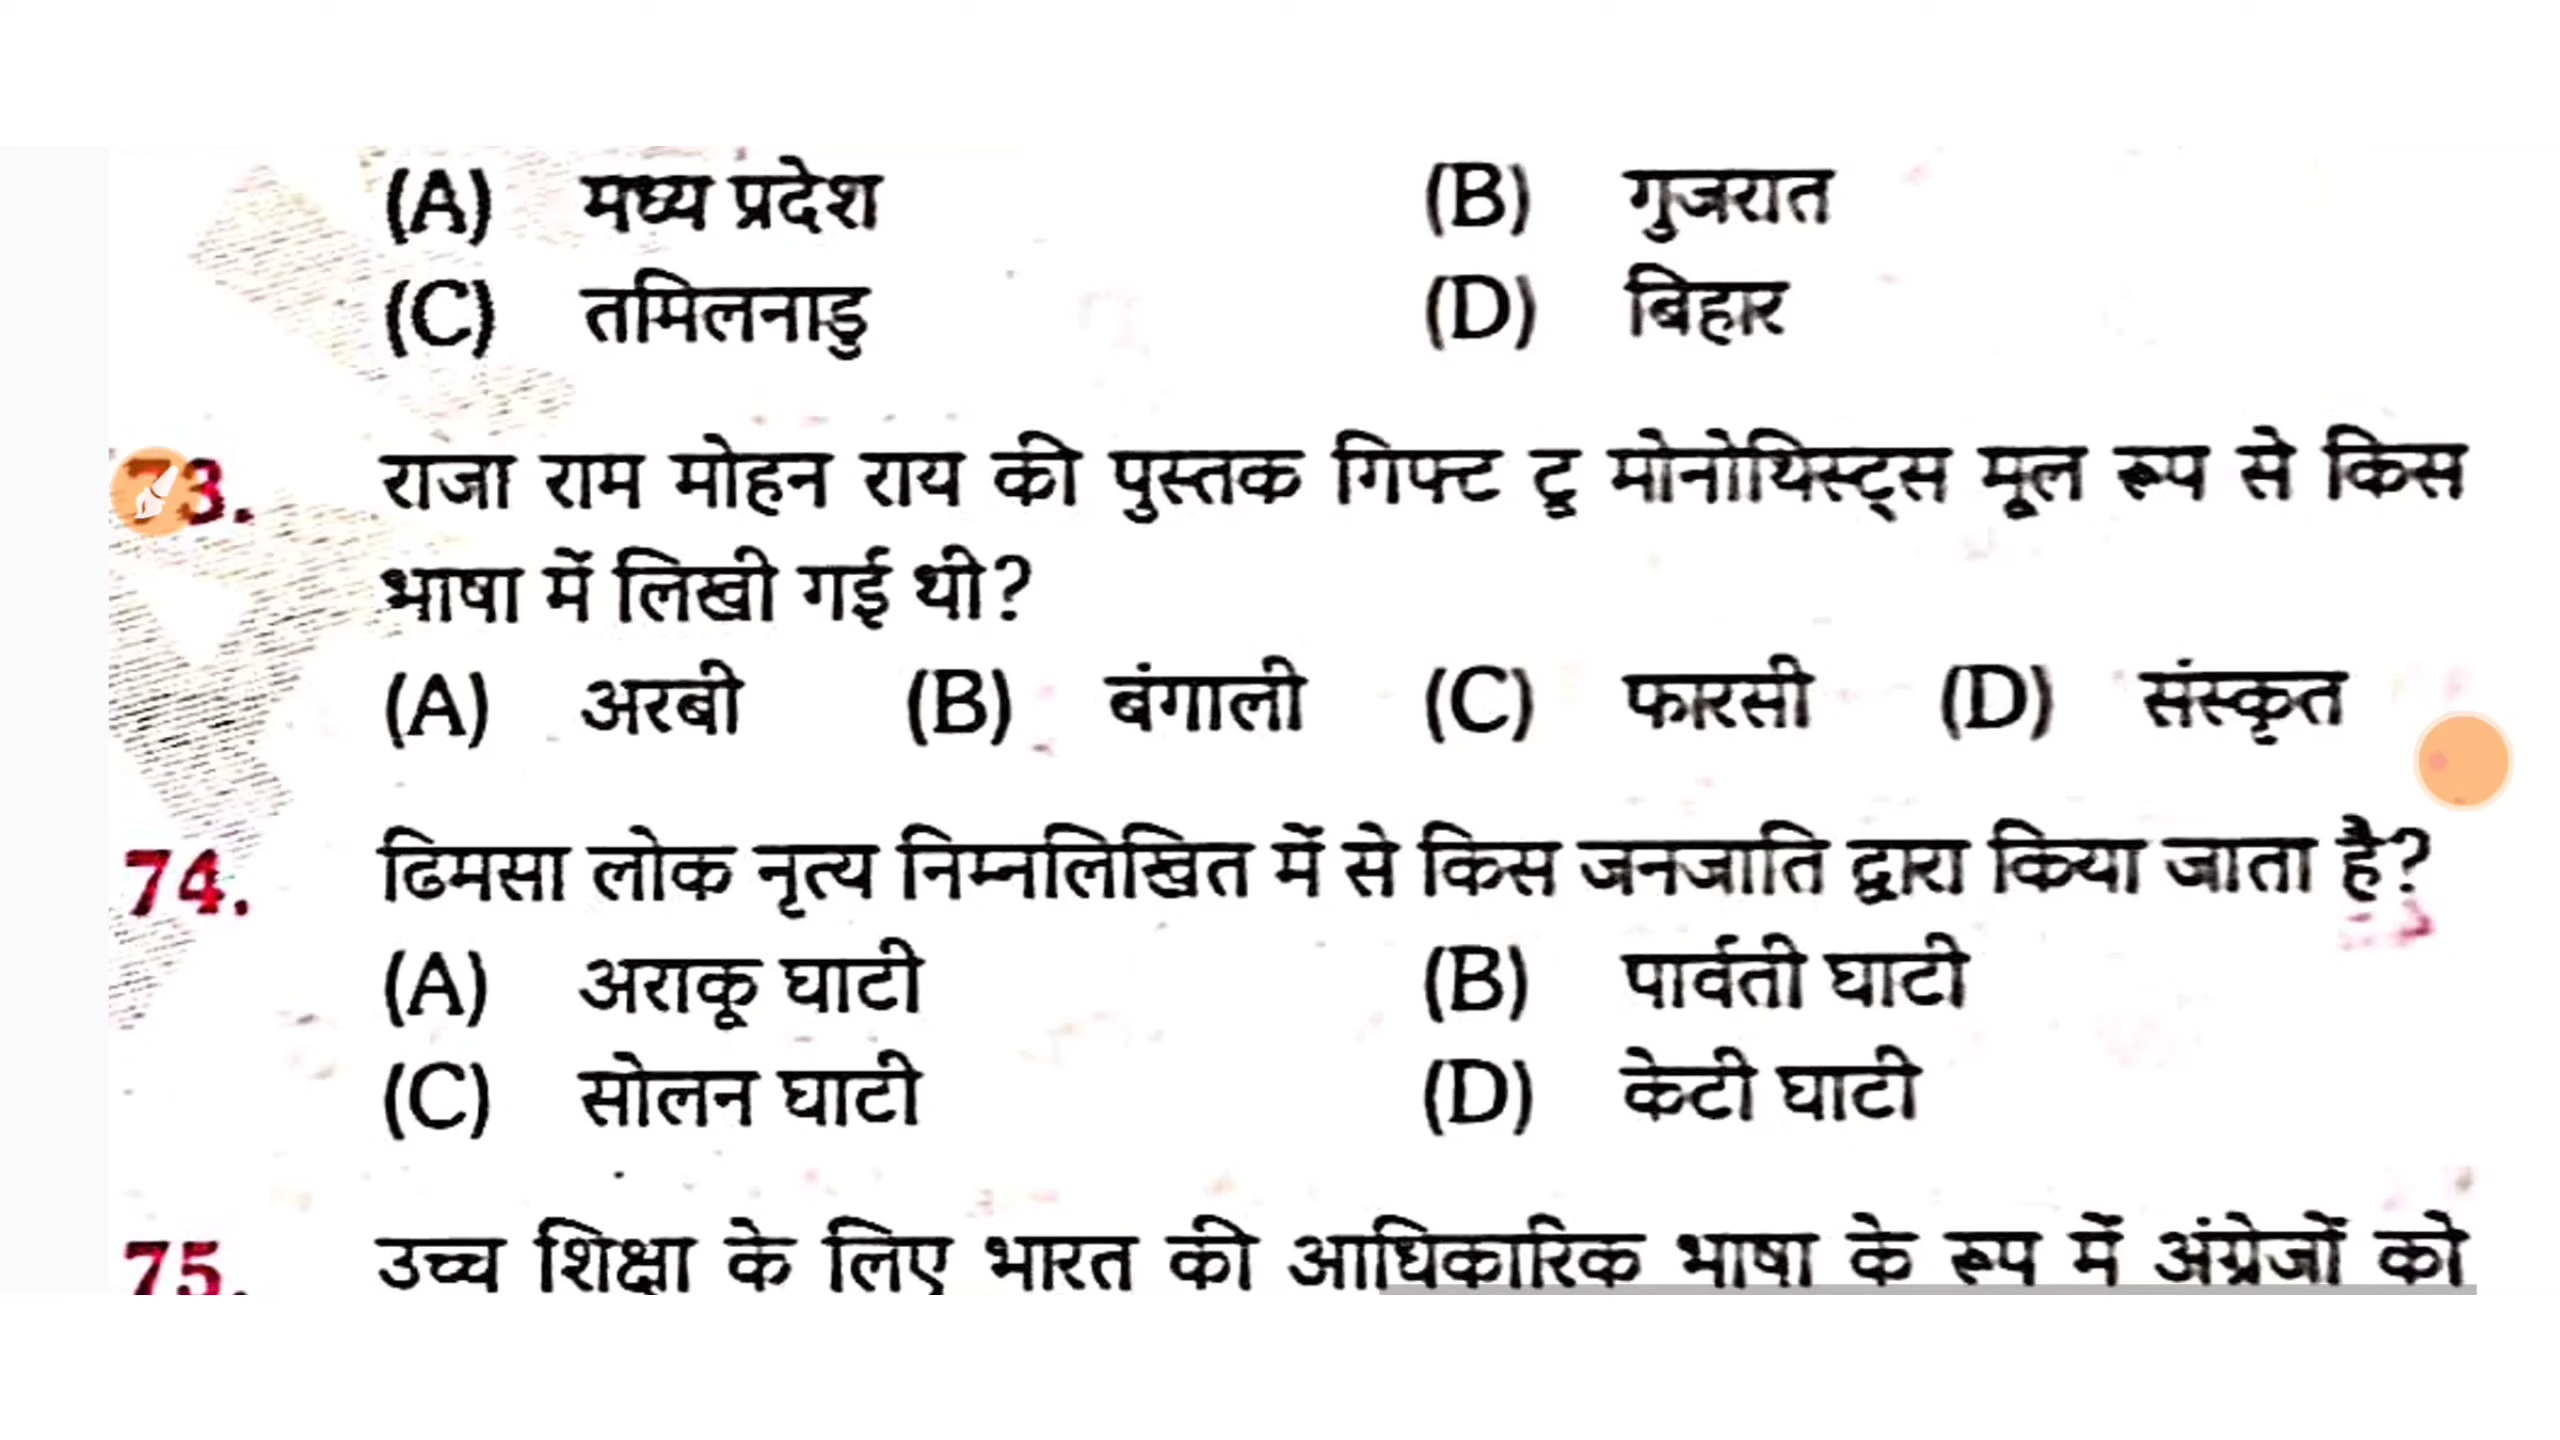 (A) मध्य प्रदेश (B) गुजरात
(C) तमिलनाडु (D) बिहार
73. राजा राम मोहन राय की पुस्तक गिफ्ट टू मोनोथिस्ट्स मूल रूप से किस
भाषा में लिखी गई थी?
(A) अरबी (B) बंगाली (C) फारसी (D) संस्कृत
74. ढिमसा लोक नृत्य निम्नलिखित में से किस जनजाति द्वारा किया जाता है?
(A) अराकू घाटी (B) पार्वती घाटी
(C) सोलन घाटी (D) केटी घाटी
75. उच्च शिक्षा के लिए भारत की आधिकारिक भाषा के रूप में अंग्रेजों को